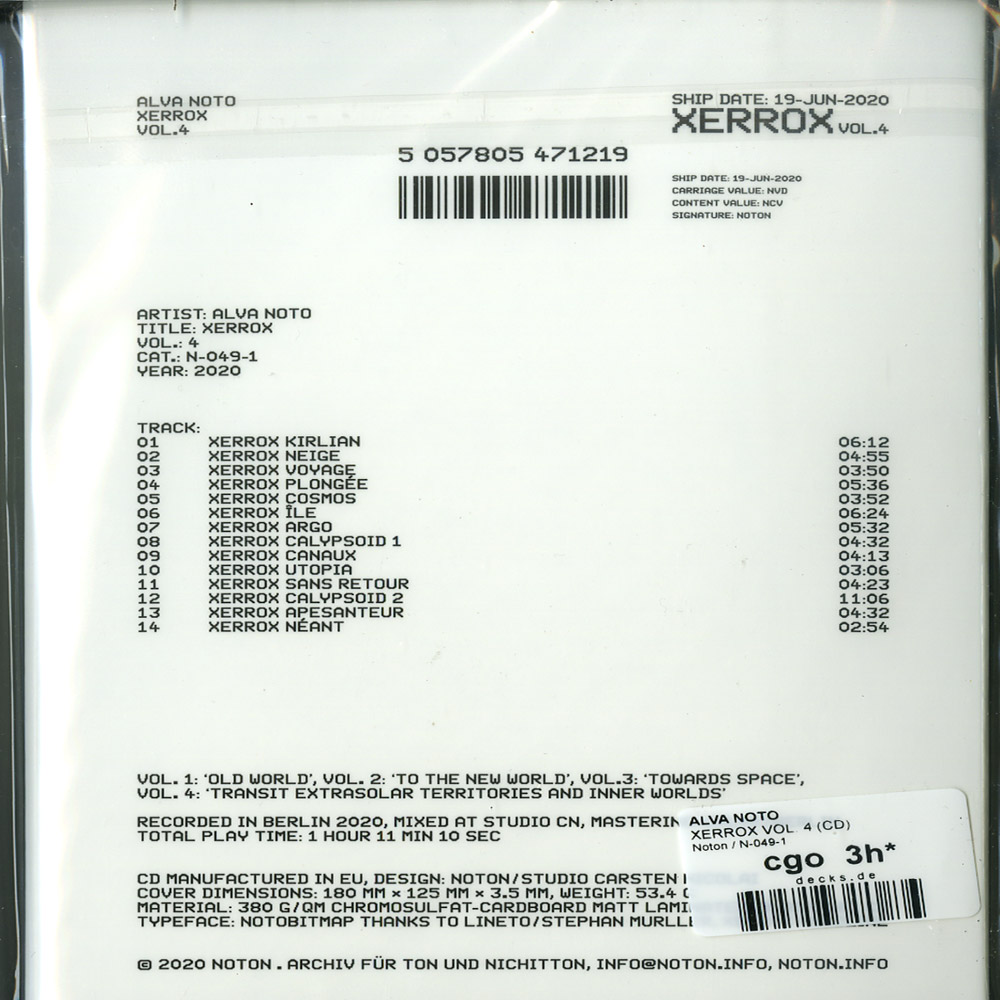 ALVA NOTO
XERROX
VOL.4
SHIP DATE: 19-JUN-2020
XERROX VOL.4
5 057805 471219
SHIP DATE: 19-JUN-2020
CARRIAGE VALUE: NVD
CONTENT VALUE: NCV
SIGNATURE: NOTON
ARTIST: ALVA NOTO
TITLE: XERROX
VOL.: 4
CAT.: N-049-1
YEAR: 2020
TRACK:
01 XERROX KIRLIAN 06:12
02 XERROX NEIGE 04:55
03 XERROX VOYAGE 03:50
04 XERROX PLONGÉE 05:36
05 XERROX COSMOS 03:52
06 XERROX ÎLE 06:24
07 XERROX ARGO 05:32
08 XERROX CALYPSOID 1 04:32
09 XERROX CANAUX 04:13
10 XERROX UTOPIA 03:06
11 XERROX SANS RETOUR 04:23
12 XERROX CALYPSOID 2 11:06
13 XERROX APESANTEUR 04:32
14 XERROX NÉANT 02:54
VOL. 1: 'OLD WORLD', VOL. 2: 'TO THE NEW WORLD', VOL.3: 'TOWARDS SPACE',
VOL. 4: 'TRANSIT EXTRASOLAR TERRITORIES AND INNER WORLDS'
RECORDED IN BERLIN 2020, MIXED AT STUDIO CN, MASTERIN
TOTAL PLAY TIME: 1 HOUR 11 MIN 10 SEC
CD MANUFACTURED IN EU, DESIGN: NOTON/STUDIO CARSTEN
COVER DIMENSIONS: 180 MM × 125 MM × 3.5 MM, WEIGHT: 53.4
MATERIAL: 380 G/QM CHROMOSULFAT-CARDBOARD MATT LAMI
TYPEFACE: NOTOBITMAP THANKS TO LINETO/STEPHAN MURLLE
ALVA NOTO
XERROX VOL 4 (CD)
Noton / N-049-1
cgo 3h*
decks.de
© 2020 NOTON . ARCHIV FÜR TON UND NICHTTON, INFO@NOTON.INFO, NOTON.INFO